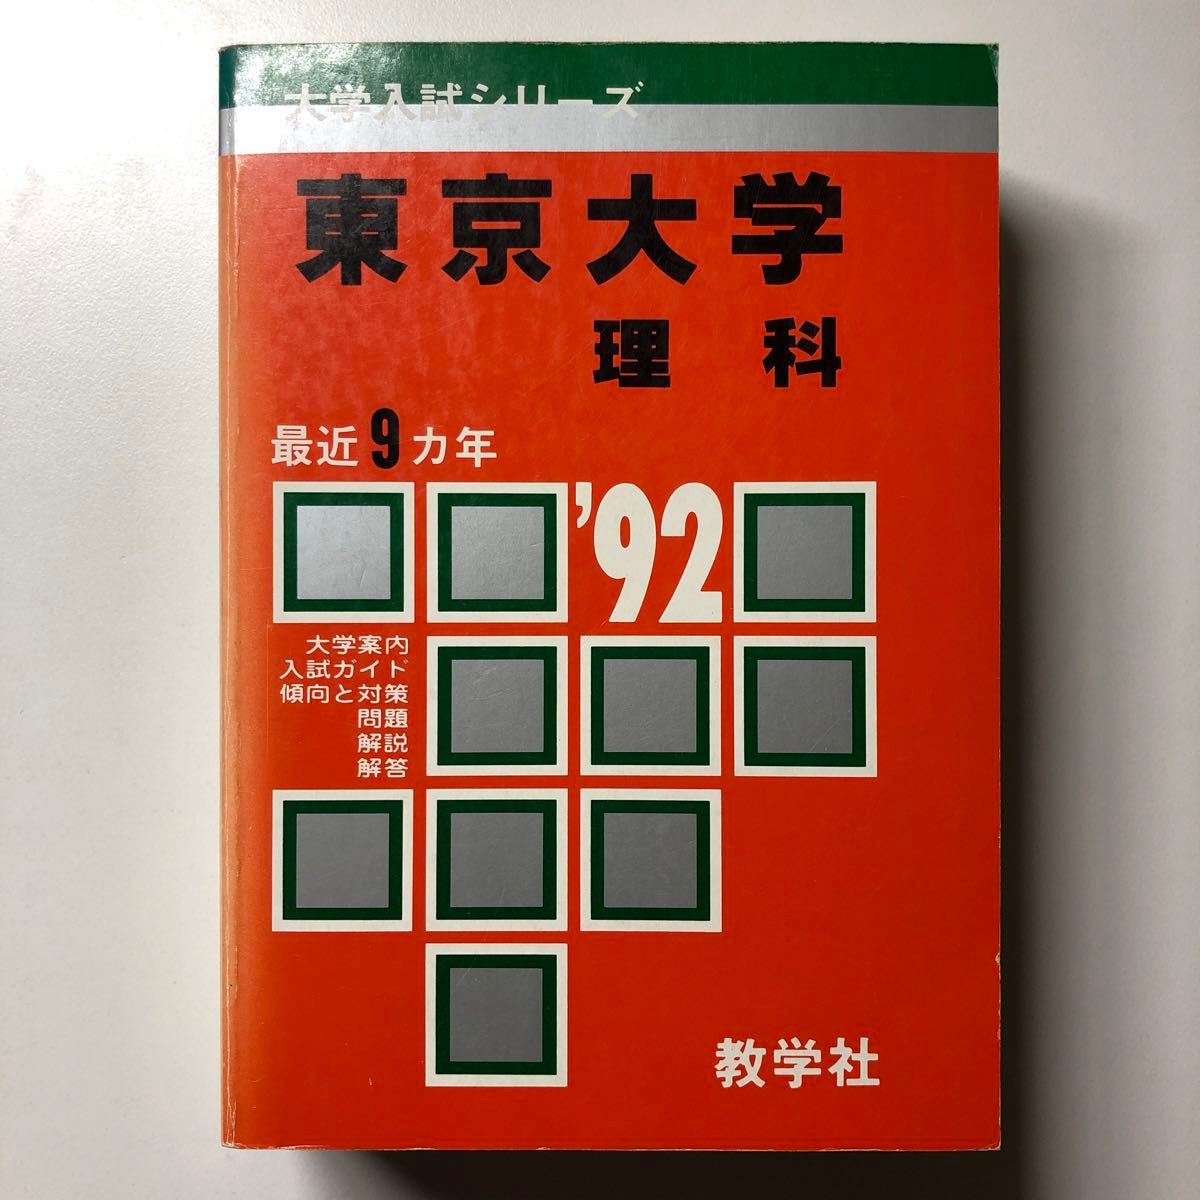 大学入試シリーズ
東京大学
理科
最近9カ年
'92
大学案内
入試ガイド
傾向と対策
問題
解説
解答
教学社